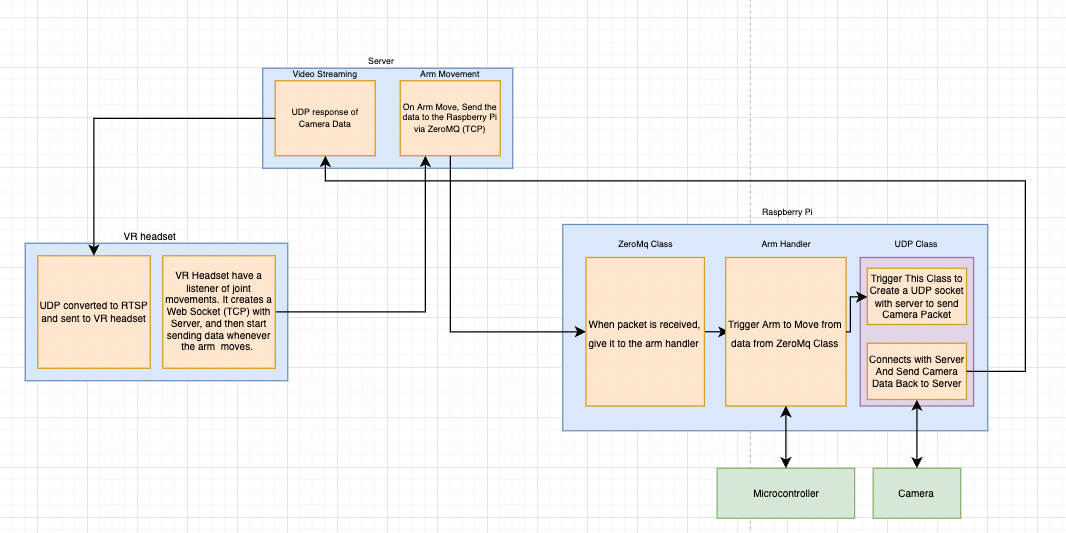 Server
Video Streaming
Arm Movement
UDP response of
Camera Data
On Arm Move, Send the
data to the Raspberry Pi
via ZeroMQ (TCP)
VR headset
UDP converted to RTSP
and sent to VR headset
VR Headset have a
listener of joint
movements. It creates a
Web Socket (TCP) with
Server, and then start
sending data whenever
the arm moves.
Raspberry Pi
ZeroMq Class
Arm Handler
UDP Class
When packet is received,
give it to the arm handler
Trigger Arm to Move from
data from ZeroMq Class
Trigger This Class to
Create a UDP socket
with server to send
Camera Packet
Connects with Server
And Send Camera
Data Back to Server
Microcontroller
Camera